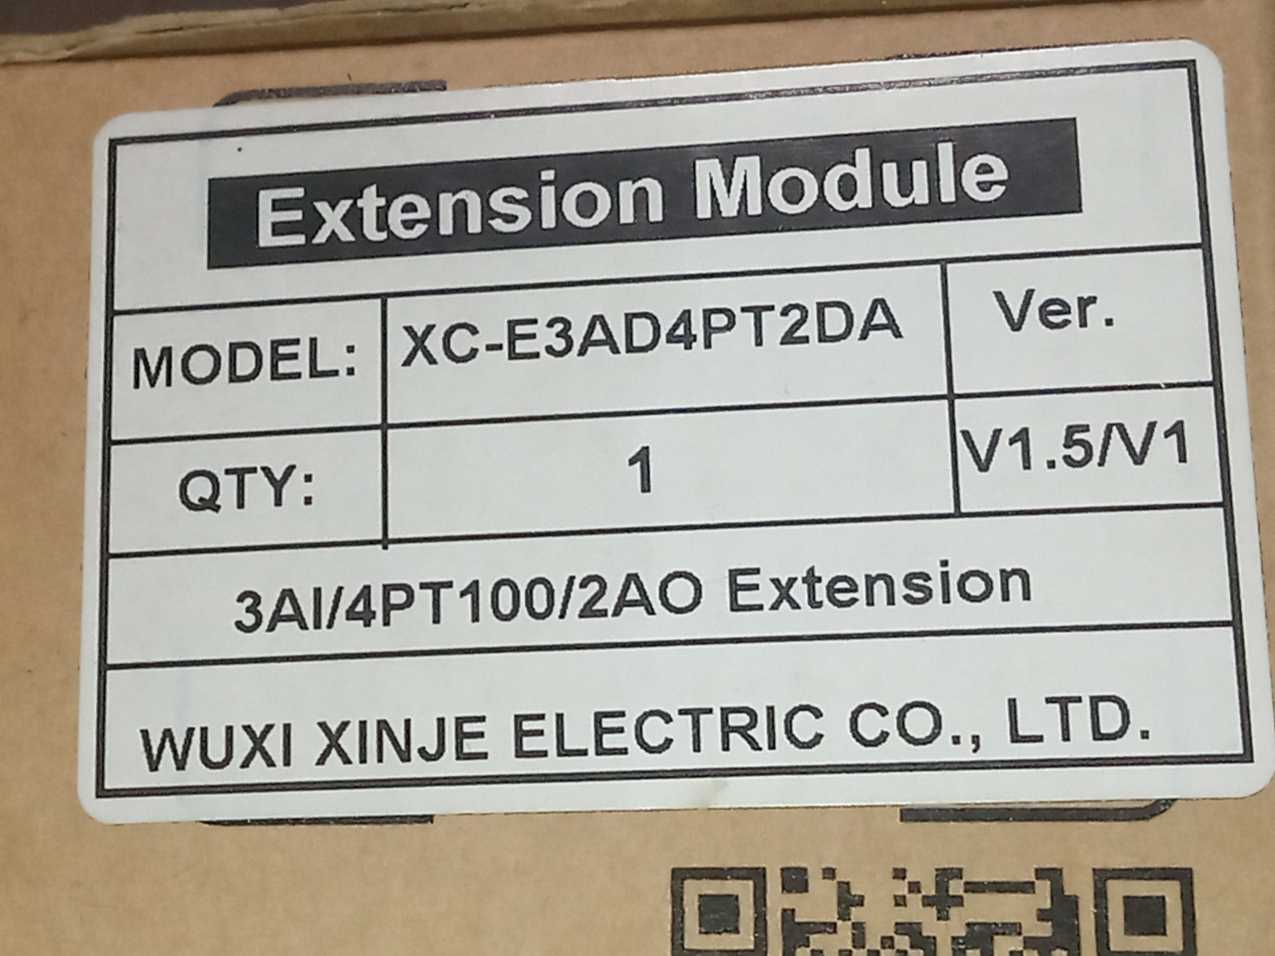 Extension Module
MODEL: XC-E3AD4PT2DA Ver.
QTY: 1 V1.5/V1
3AI/4PT100/2AO Extension
WUXI XINJE ELECTRIC CO., LTD.